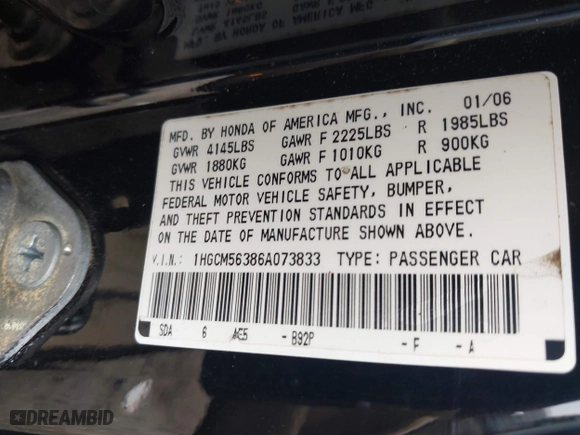 MFD. BY HONDA OF AMERICA MFG., INC. 01/06
GVWR 4145LBS GAWR F 2225LBS R 1985LBS
GVWR 1880KG GAWR F 1010KG R 900KG
THIS VEHICLE CONFORMS TO ALL APPLICABLE
FEDERAL MOTOR VEHICLE SAFETY, BUMPER,
AND THEFT PREVENTION STANDARDS IN EFFECT
ON THE DATE OF MANUFACTURE SHOWN ABOVE.
V.I.N.: 1HGCM56386A073833 TYPE: PASSENGER CAR
SDA 6 AE5 - B92P - F - A
DREAMBID